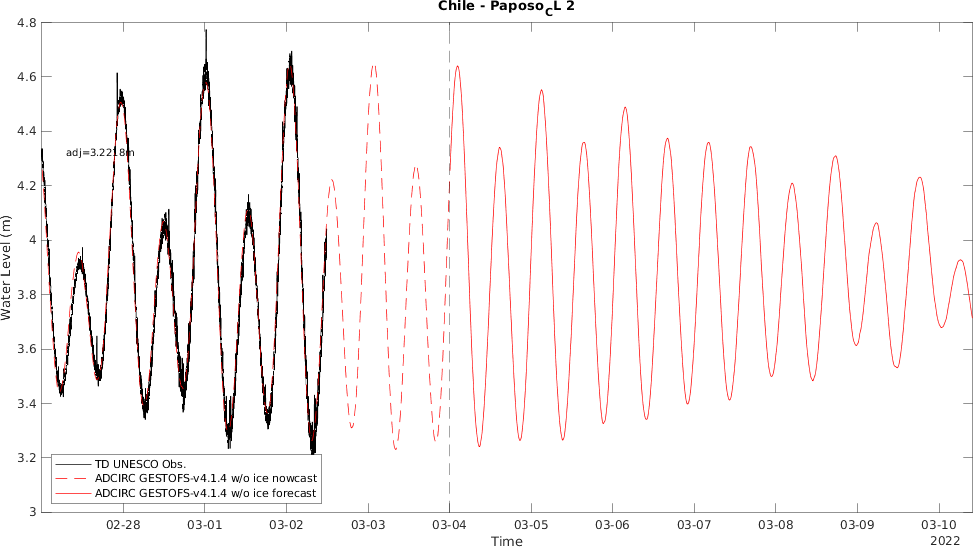 Chile - Paposo_CL 2
4.8
4.6
4.4
adj=3.2218m
4.2
4
3.8
3.6
3.4
3.2
3
Water Level (m)
TD UNESCO Obs.
ADCIRC GESTOFS-v4.1.4 w/o ice nowcast
ADCIRC GESTOFS-v4.1.4 w/o ice forecast
02-28 03-01 03-02 03-03 03-04 03-05 03-06 03-07 03-08 03-09 03-10
Time
2022